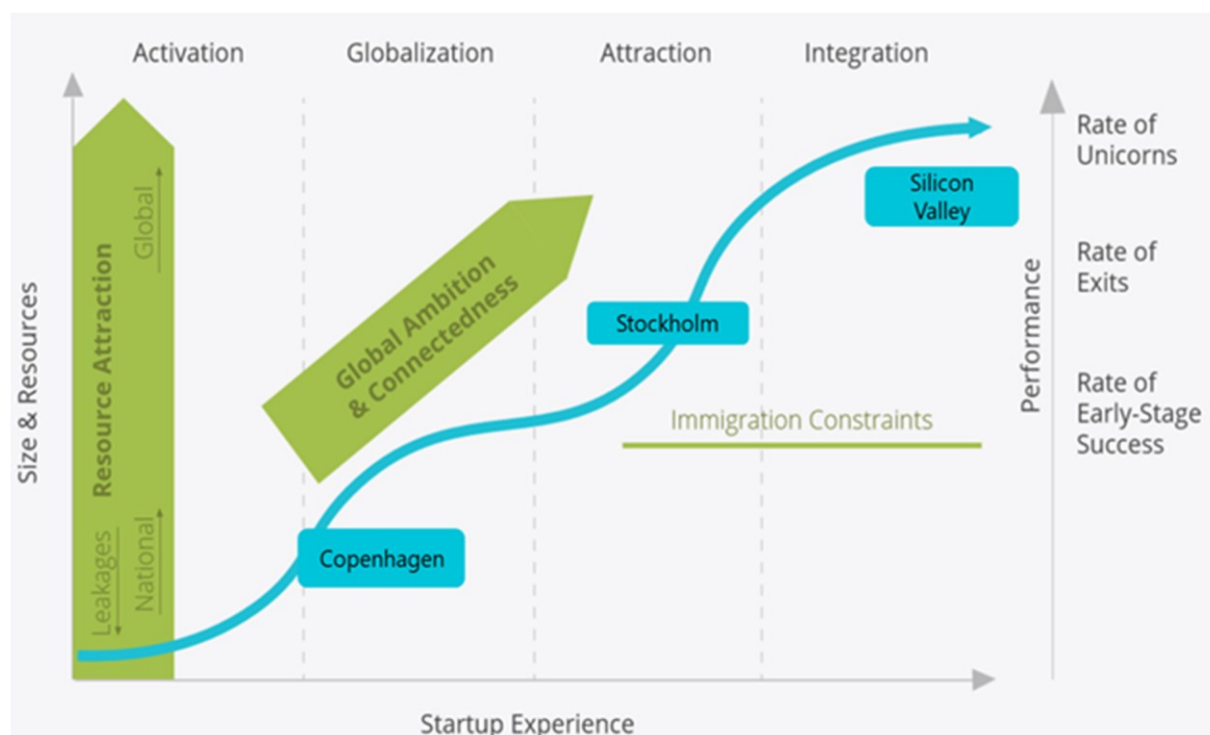 Activation
Globalization
Attraction
Integration
Size & Resources
Resource Attraction
Global
National
Leakages
Global Ambition
& Connectedness
Copenhagen
Stockholm
Silicon
Valley
Immigration Constraints
Performance
Rate of
Unicorns
Rate of
Exits
Rate of
Early-Stage
Success
Startup Experience